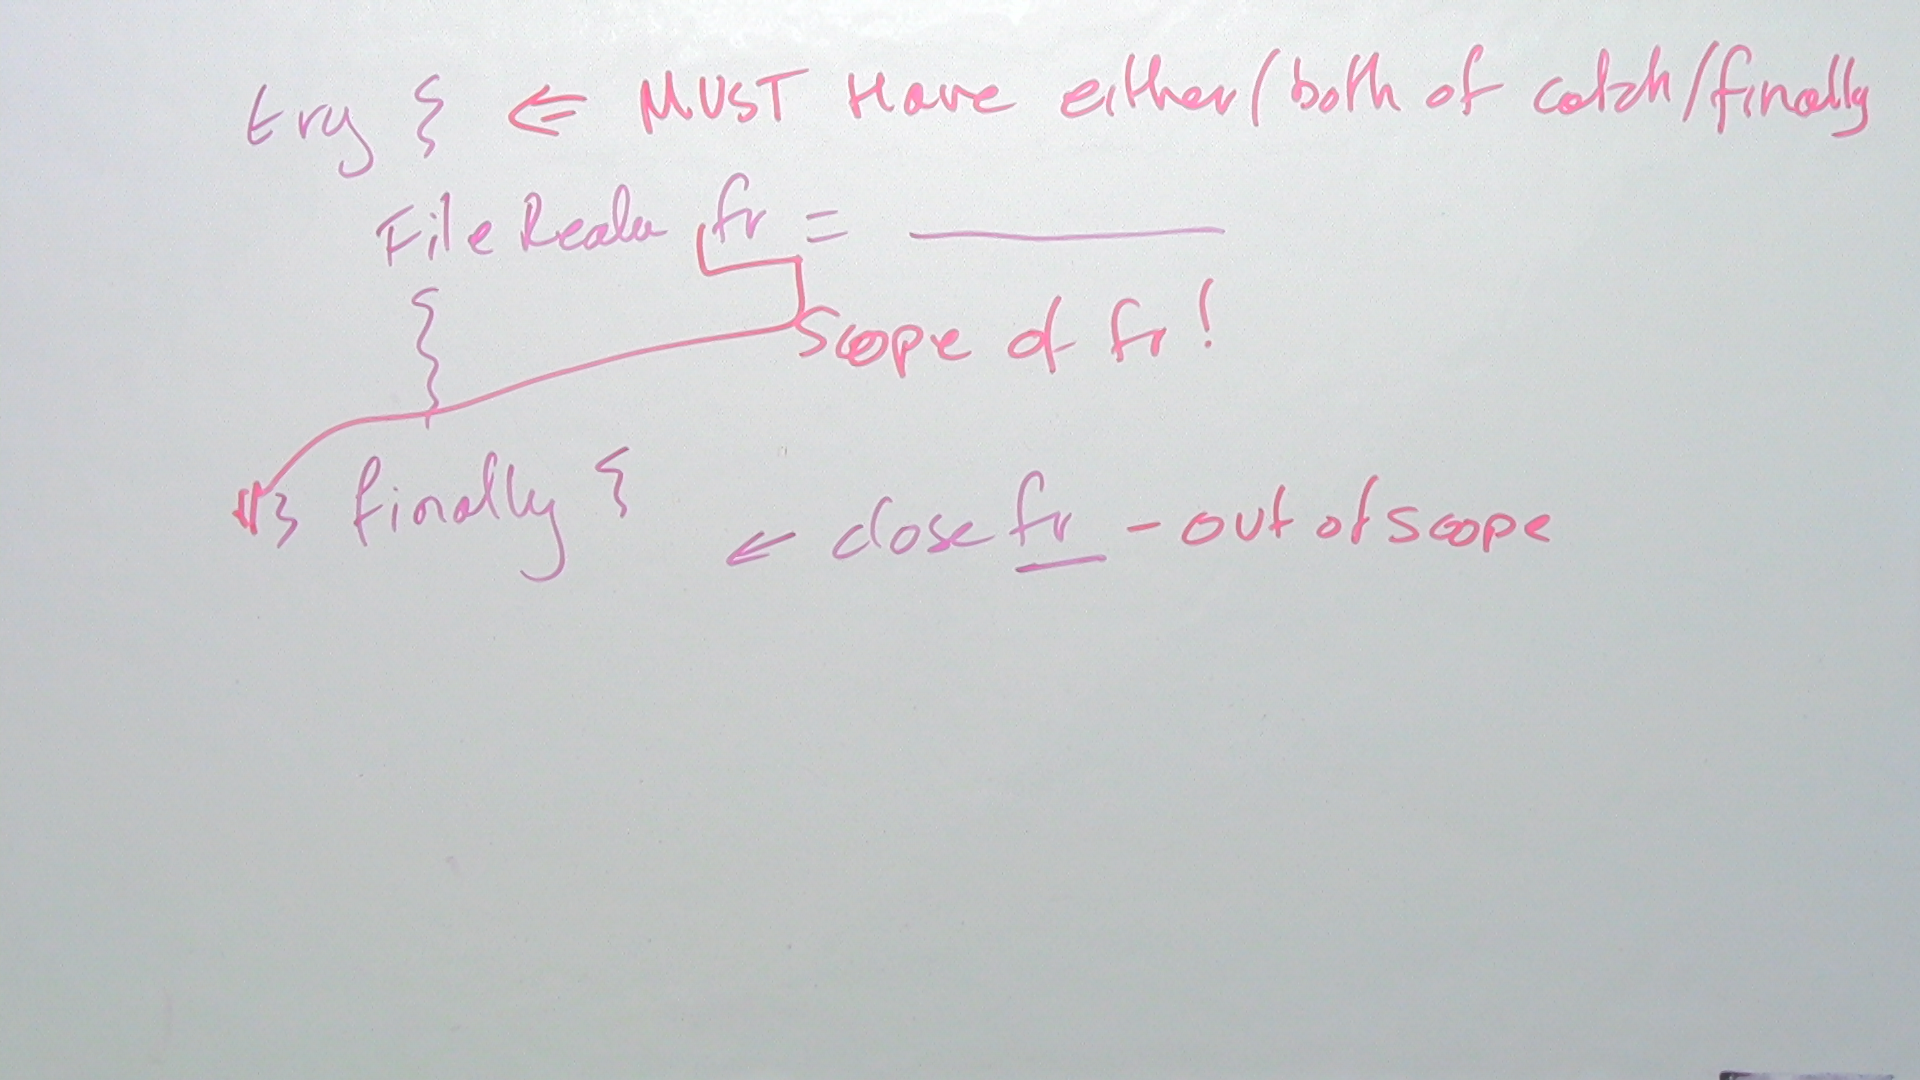 try { ⇐ MUST Have either/both of catch/finally
FileReader fr = ________
Scope of fr!
} finally {
← close fr - out of scope